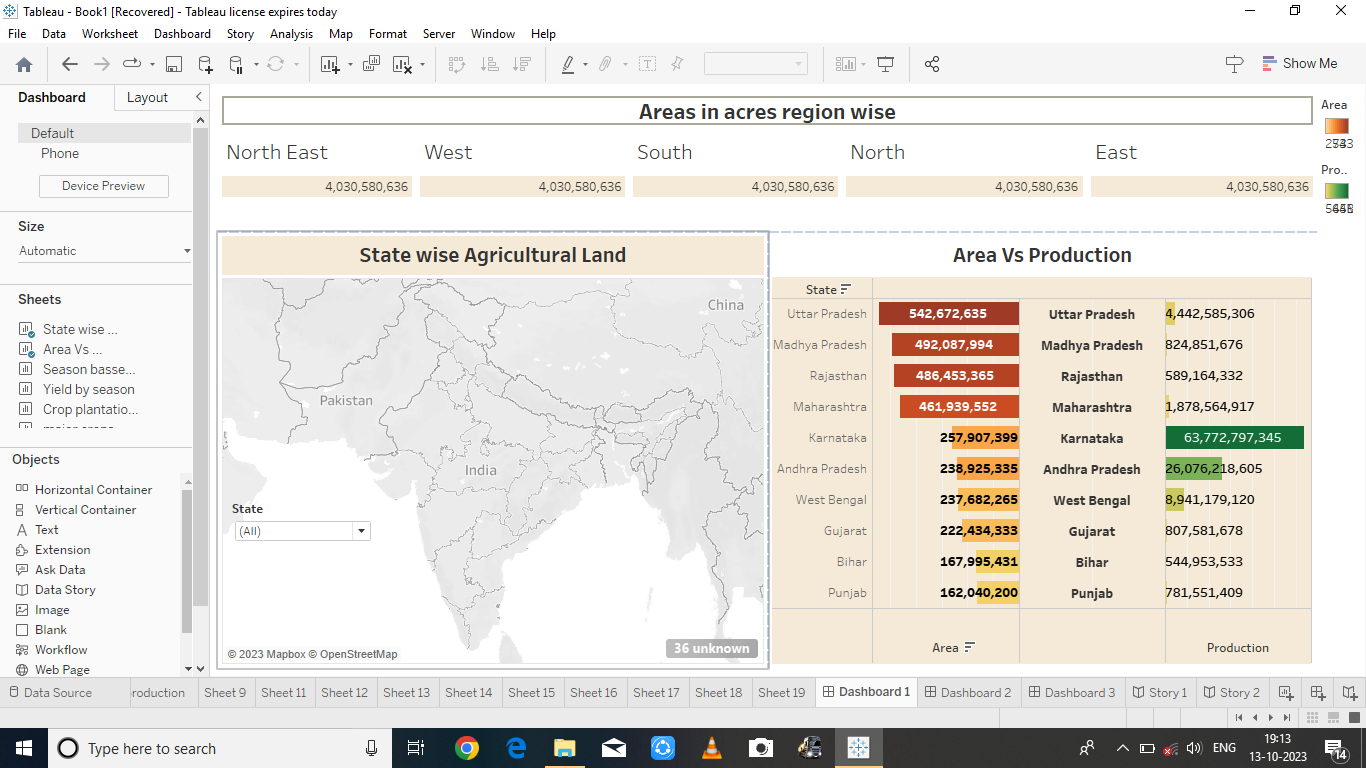 Tableau - Book1 [Recovered] - Tableau license expires today
File Data Worksheet Dashboard Story Analysis Map Format Server Window Help
Show Me
Dashboard Layout
Default
Phone
Device Preview
Size
Automatic
Sheets
State wise ...
Area Vs ...
Season basse...
Yield by season
Crop plantatio...
Objects
Horizontal Container
Vertical Container
Text
Extension
Ask Data
Data Story
Image
Blank
Workflow
Web Page
Areas in acres region wise
North East West South North East
4,030,580,636 4,030,580,636 4,030,580,636 4,030,580,636 4,030,580,636
Area
Pro..
State wise Agricultural Land
China
Pakistan
India
State
(All)
© 2023 Mapbox © OpenStreetMap
36 unknown
Area Vs Production
State
Uttar Pradesh 542,672,635 Uttar Pradesh 4,442,585,306
Madhya Pradesh 492,087,994 Madhya Pradesh 824,851,676
Rajasthan 486,453,365 Rajasthan 589,164,332
Maharashtra 461,939,552 Maharashtra 1,878,564,917
Karnataka 257,907,399 Karnataka 63,772,797,345
Andhra Pradesh 238,925,335 Andhra Pradesh 26,076,218,605
West Bengal 237,682,265 West Bengal 8,941,179,120
Gujarat 222,434,333 Gujarat 807,581,678
Bihar 167,995,431 Bihar 544,953,533
Punjab 162,040,200 Punjab 781,551,409
Area Production
Data Source roduction Sheet 9 Sheet 11 Sheet 12 Sheet 13 Sheet 14 Sheet 15 Sheet 16 Sheet 17 Sheet 18 Sheet 19 Dashboard 1 Dashboard 2 Dashboard 3 Story 1 Story 2
Type here to search
ENG
19:13
13-10-2023
14